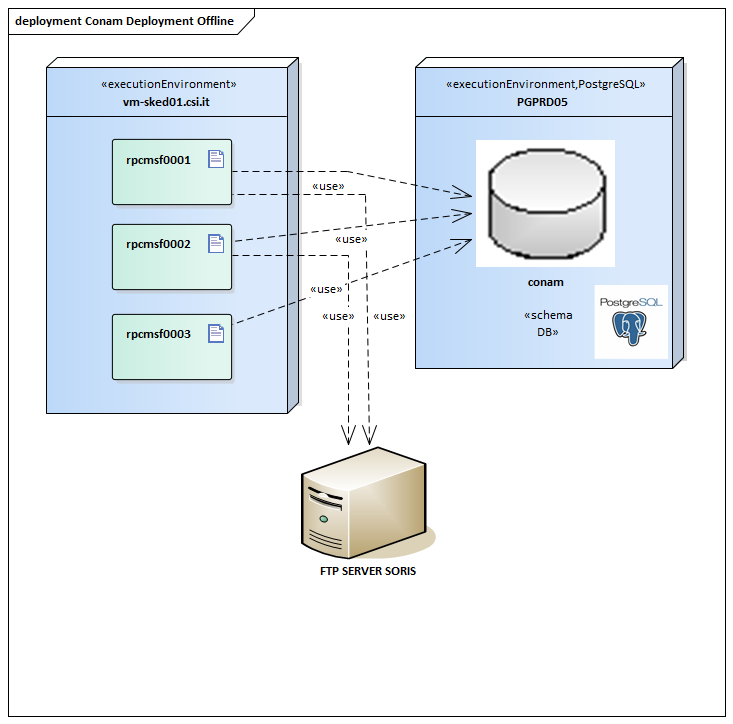 deployment Conam Deployment Offline
«executionEnvironment»
vm-sked01.csi.it
«executionEnvironment,PostgreSQL»
PGPRD05
rpcmsf0001
«use»
rpcmsf0002
«use»
«use»
rpcmsf0003
«use»
«use»
conam
«schema
DB»
PostgreSQL
FTP SERVER SORIS